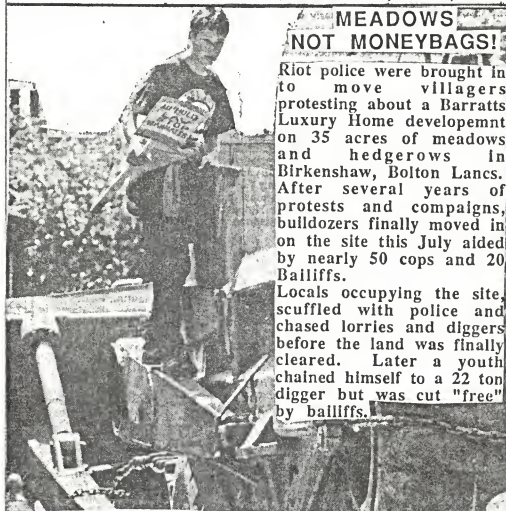 MEADOWS
NOT MONEYBAGS!
Riot police were brought in
to move villagers
protesting about a Barratts
Luxury Home developemnt
on 35 acres of meadows
and hedgerows in
Birkenshaw, Bolton Lancs.
After several years of
protests and compaigns,
buildozers finally moved in
on the site this July aided
by nearly 50 cops and 20
Bailiffs.
Locals occupying the site,
scuffled with police and
chased lorries and diggers
before the land was finally
cleared. Later a youth
chained himself to a 22 ton
digger but was cut "free"
by bailiffs.